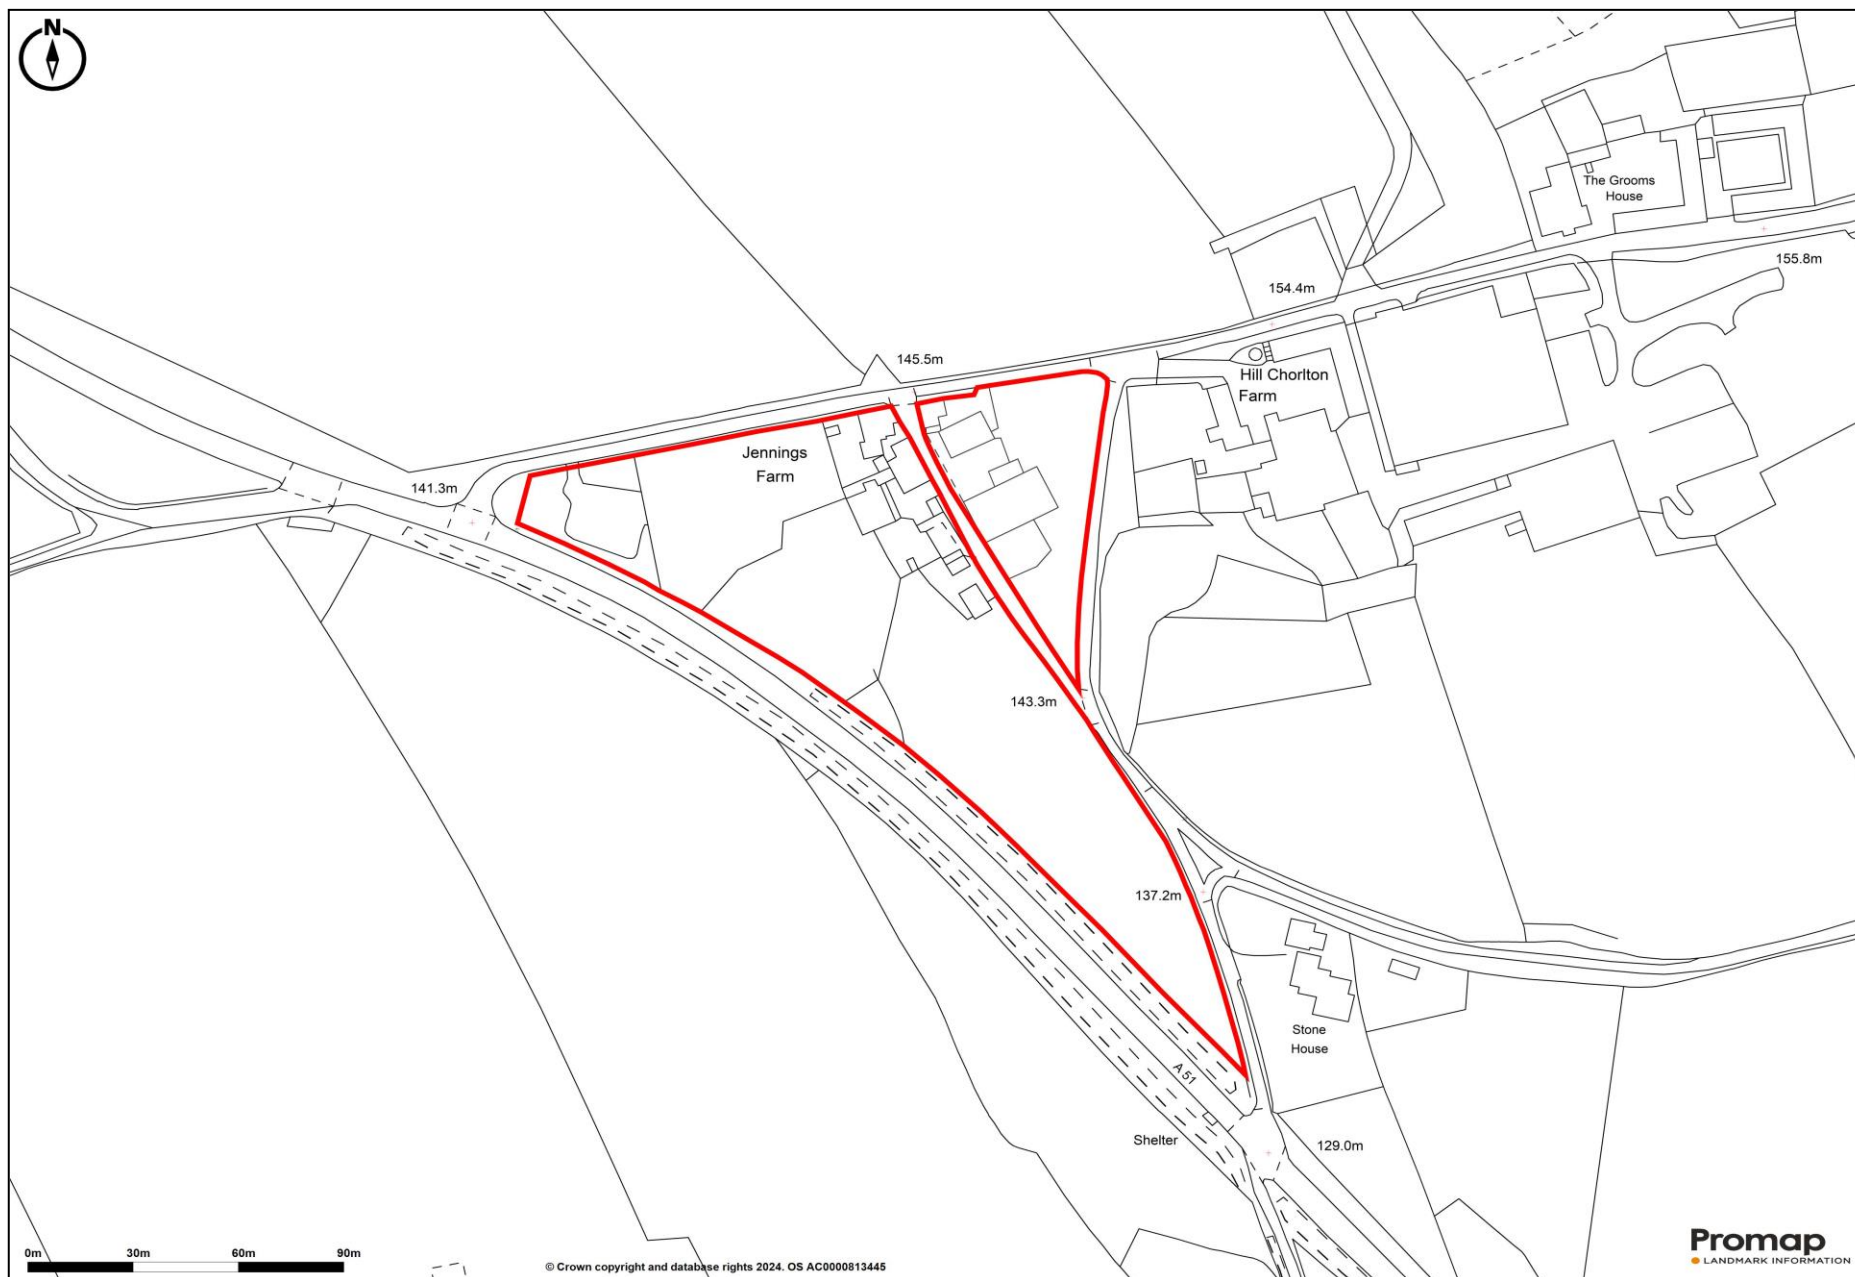 N
The Grooms
House
155.8m
154.4m
145.5m
Hill Chorlton
Farm
Jennings
Farm
141.3m
143.3m
137.2m
Stone
House
A 51
Shelter
129.0m
0m 30m 60m 90m
© Crown copyright and database rights 2024. OS AC0000813445
Promap
LANDMARK INFORMATION